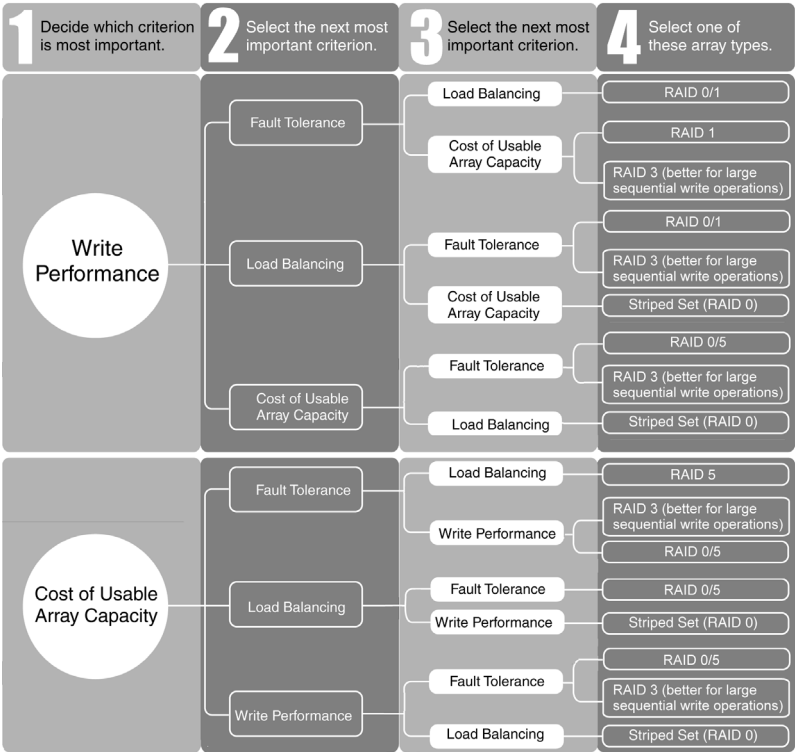 1 Decide which criterion
is most important.
2 Select the next most
important criterion.
3 Select the next most
important criterion.
4 Select one of
these array types.
Write
Performance
Fault Tolerance
Load Balancing
RAID 0/1
Cost of Usable
Array Capacity
RAID 1
RAID 3 (better for large
sequential write operations)
Load Balancing
Fault Tolerance
RAID 0/1
RAID 3 (better for large
sequential write operations)
Cost of Usable
Array Capacity
Striped Set (RAID 0)
Cost of Usable
Array Capacity
Fault Tolerance
RAID 0/5
RAID 3 (better for large
sequential write operations)
Load Balancing
Striped Set (RAID 0)
Cost of Usable
Array Capacity
Fault Tolerance
Load Balancing
RAID 5
Write Performance
RAID 3 (better for large
sequential write operations)
RAID 0/5
Load Balancing
Fault Tolerance
RAID 0/5
Write Performance
Striped Set (RAID 0)
Write Performance
Fault Tolerance
RAID 0/5
RAID 3 (better for large
sequential write operations)
Load Balancing
Striped Set (RAID 0)